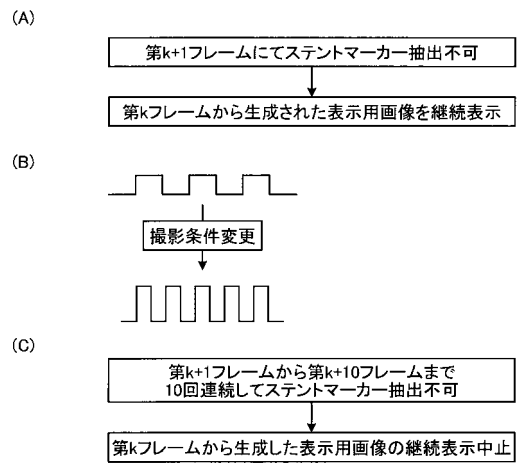 (A)
第k+1フレームにてステントマーカー抽出不可
第kフレームから生成された表示用画像を継続表示
(B)
撮影条件変更
(C)
第k+1フレームから第k+10フレームまで
10回連続してステントマーカー抽出不可
第kフレームから生成した表示用画像の継続表示中止